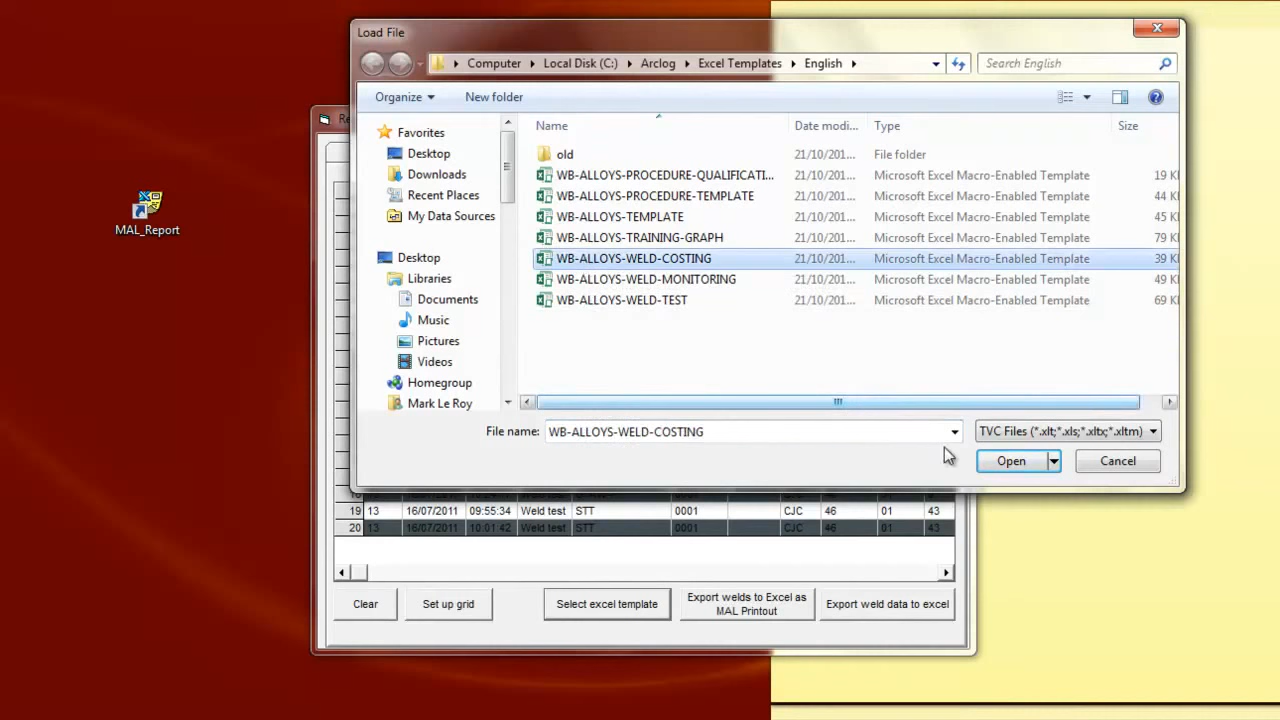 Load File
Computer Local Disk (C:) Arclog Excel Templates English Search English
Organize New folder
Favorites
Desktop
Downloads
Recent Places
My Data Sources
Desktop
Libraries
Documents
Music
Pictures
Videos
Homegroup
Mark Le Roy
Name Date modi... Type Size
old 21/10/201... File folder
WB-ALLOYS-PROCEDURE-QUALIFICATI... 21/10/201... Microsoft Excel Macro-Enabled Template 19 K
WB-ALLOYS-PROCEDURE-TEMPLATE 21/10/201... Microsoft Excel Macro-Enabled Template 44 K
WB-ALLOYS-TEMPLATE 21/10/201... Microsoft Excel Macro-Enabled Template 45 K
WB-ALLOYS-TRAINING-GRAPH 21/10/201... Microsoft Excel Macro-Enabled Template 79 K
WB-ALLOYS-WELD-COSTING 21/10/201... Microsoft Excel Macro-Enabled Template 39 K
WB-ALLOYS-WELD-MONITORING 21/10/201... Microsoft Excel Macro-Enabled Template 49 K
WB-ALLOYS-WELD-TEST 21/10/201... Microsoft Excel Macro-Enabled Template 69 K
File name: WB-ALLOYS-WELD-COSTING TVC Files (*.xlt;*.xls;*.xltx;*.xltm)
Open Cancel
MAL_Report
19 13 16/07/2011 09:55:34 Weld test STT 0001 CJC 46 01 43
20 13 16/07/2011 10:01:42 Weld test STT 0001 CJC 46 01 43
Clear Set up grid Select excel template Export welds to Excel as MAL Printout Export weld data to excel